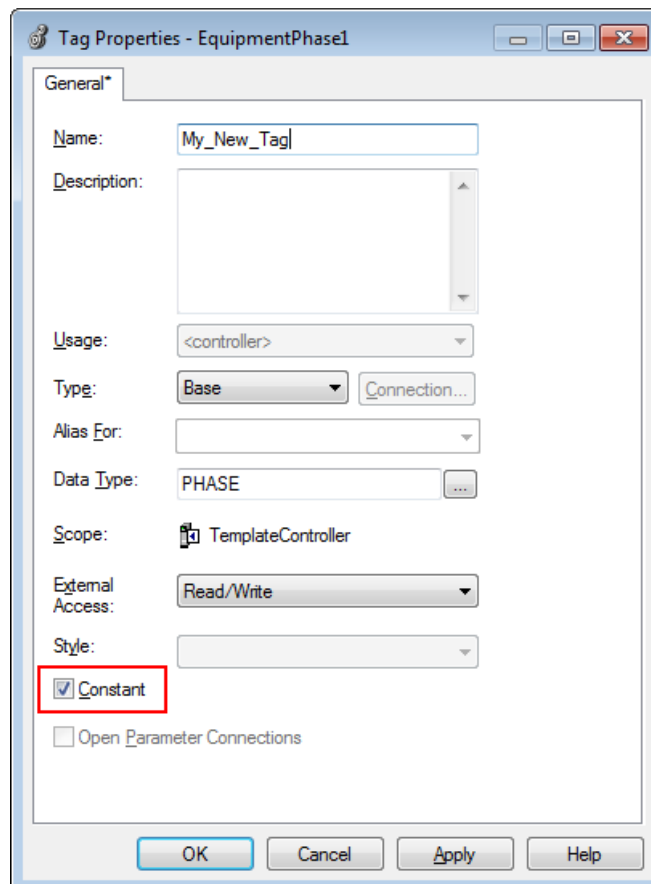 Tag Properties - EquipmentPhase1
General*
Name: My_New_Tag
Description:
Usage: <controller>
Type: Base Connection...
Alias For:
Data Type: PHASE ...
Scope: TemplateController
External
Access: Read/Write
Style:
Constant
Open Parameter Connections
OK Cancel Apply Help